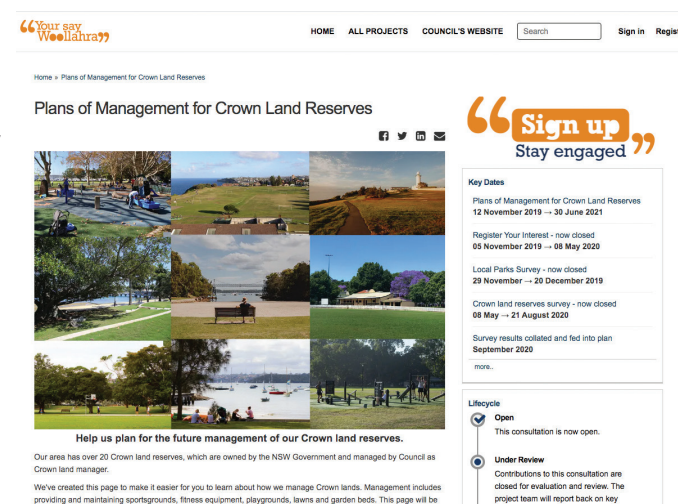 Your say
Woollahra
HOME ALL PROJECTS COUNCIL'S WEBSITE Search Sign in Regist
Home » Plans of Management for Crown Land Reserves
Plans of Management for Crown Land Reserves
Help us plan for the future management of our Crown land reserves.
Our area has over 20 Crown land reserves, which are owned by the NSW Government and managed by Council as
Crown land manager.
We've created this page to make it easier for you to learn about how we manage Crown lands. Management includes
providing and maintaining sportsgrounds, fitness equipment, playgrounds, lawns and garden beds. This page will be
Sign up
Stay engaged
Key Dates
Plans of Management for Crown Land Reserves
12 November 2019 → 30 June 2021
Register Your Interest - now closed
05 November 2019 → 08 May 2020
Local Parks Survey - now closed
29 November → 20 December 2019
Crown land reserves survey - now closed
08 May → 21 August 2020
Survey results collated and fed into plan
September 2020
more..
Lifecycle
Open
This consultation is now open.
Under Review
Contributions to this consultation are
closed for evaluation and review. The
project team will report back on key